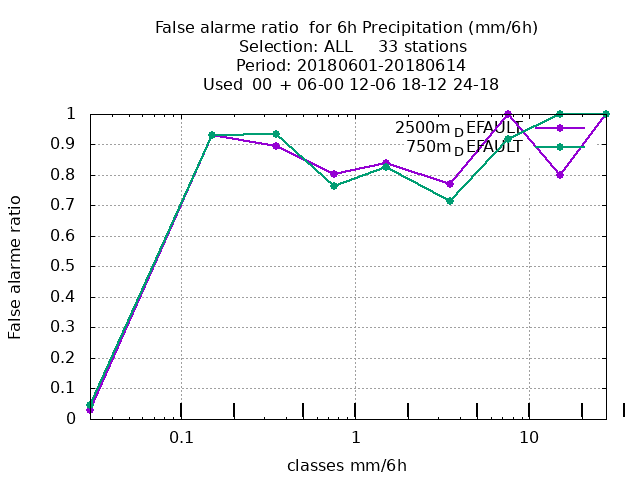 False alarme ratio  for 6h Precipitation (mm/6h)
Selection: ALL     33 stations
Period: 20180601-20180614
Used  00  + 06-00 12-06 18-12 24-18
1
0.9
0.8
0.7
0.6
0.5
0.4
0.3
0.2
0.1
0
False alarme ratio
2500m_DEFAULT
750m_DEFAULT
0.1 1 10
classes mm/6h